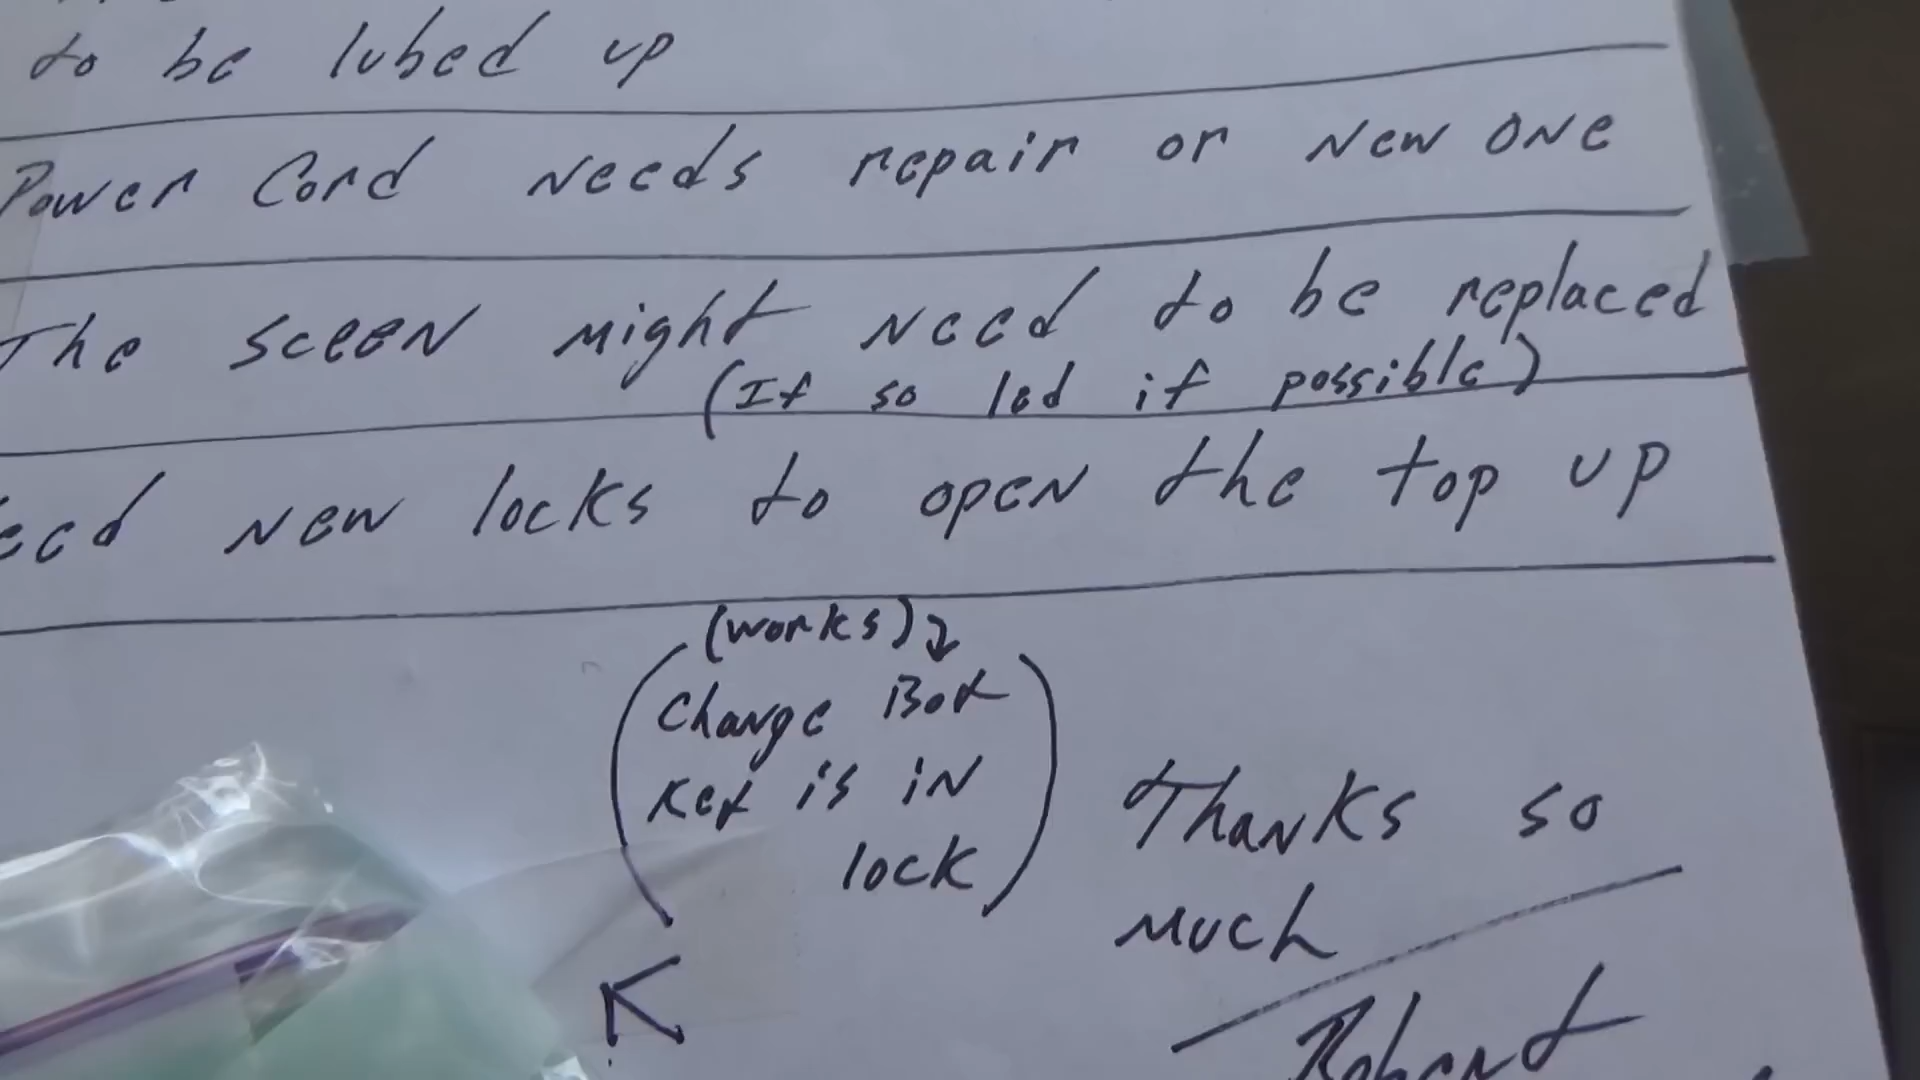 to be lubed up
Power Cord Needs repair or New ONE
The sceen might Need to be replaced
(If so led if possible)
New locks to open the top up
(works)
Change Box
Key is in
lock
Thanks so
much
Robert